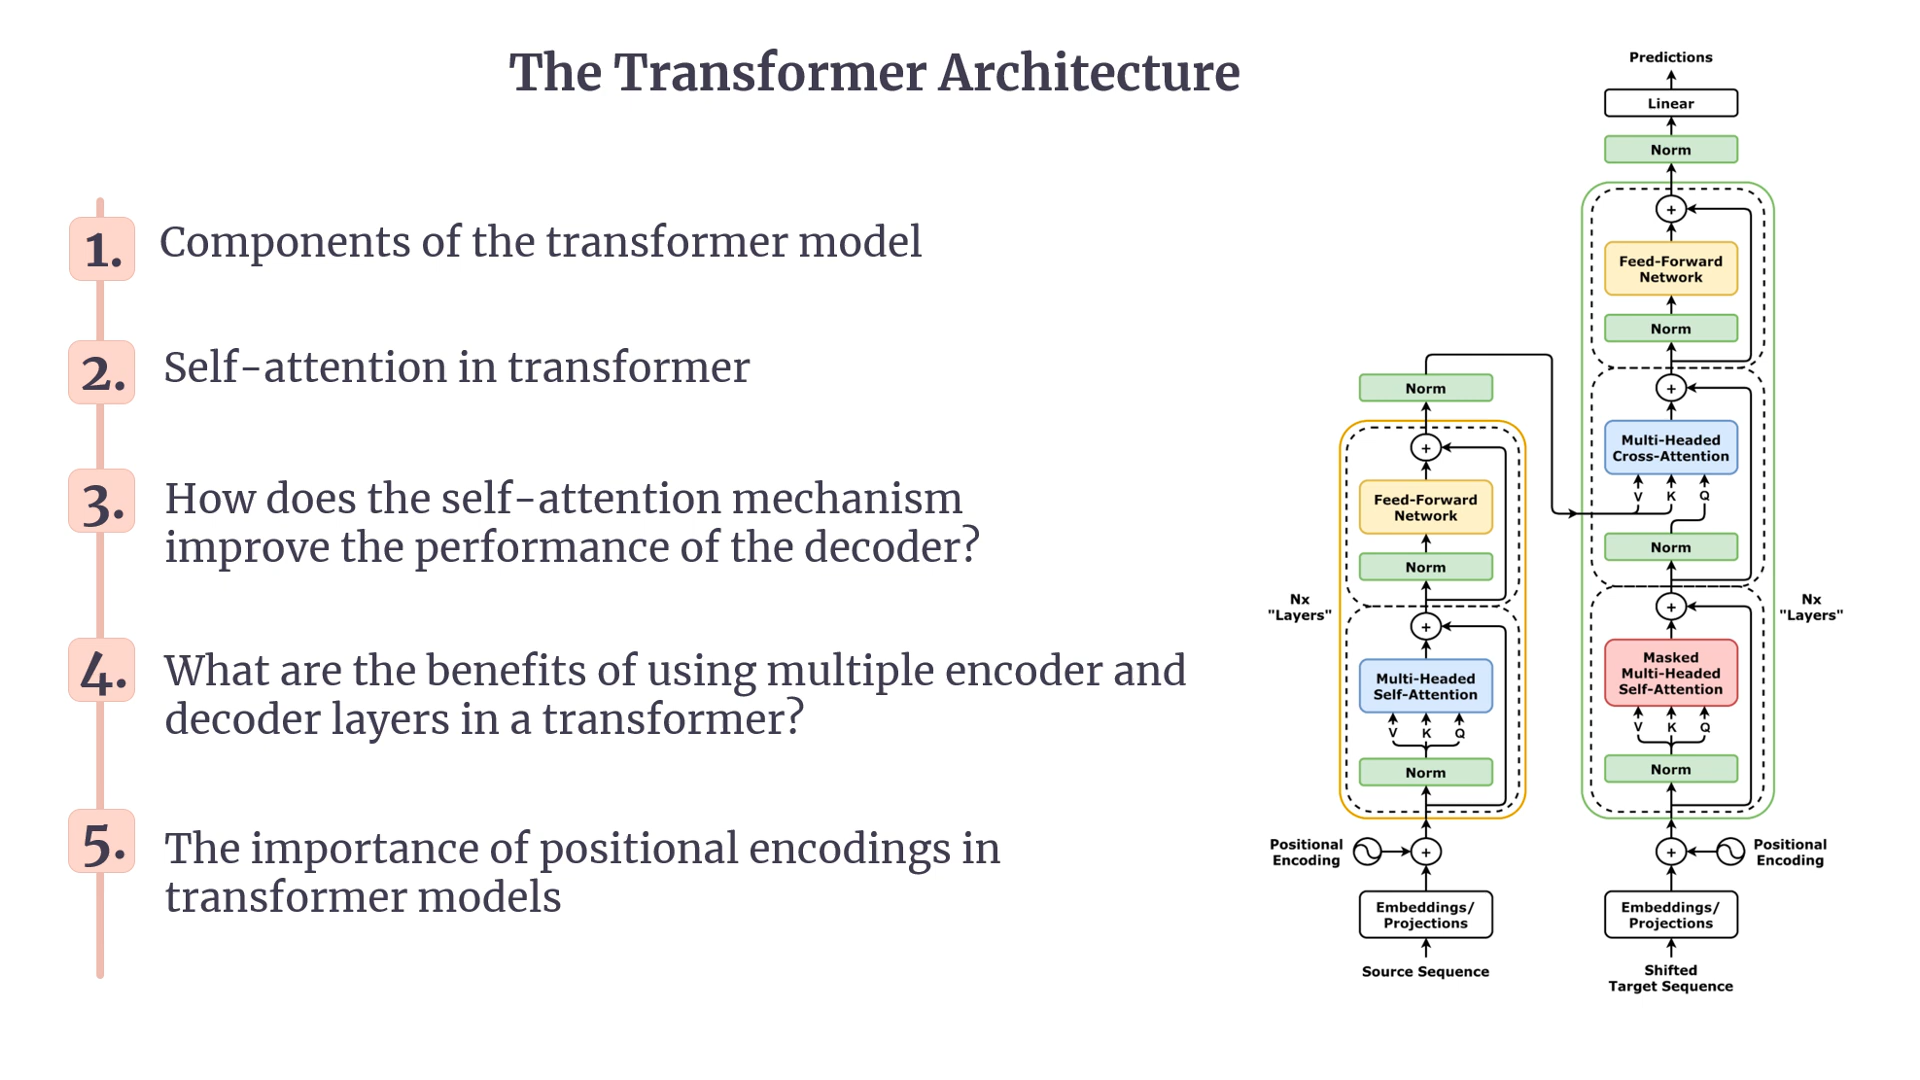 The Transformer Architecture
1. Components of the transformer model
2. Self-attention in transformer
3. How does the self-attention mechanism
improve the performance of the decoder?
4. What are the benefits of using multiple encoder and
decoder layers in a transformer?
5. The importance of positional encodings in
transformer models
Predictions
Linear
Norm
+
Feed-Forward
Network
Norm
+
Multi-Headed
Cross-Attention
V K Q
Norm
+
Masked
Multi-Headed
Self-Attention
V K Q
Norm
Nx
"Layers"
+
Positional
Encoding
Embeddings/
Projections
Shifted
Target Sequence
Norm
+
Feed-Forward
Network
Norm
+
Multi-Headed
Self-Attention
V K Q
Norm
Nx
"Layers"
Positional
Encoding
+
Embeddings/
Projections
Source Sequence